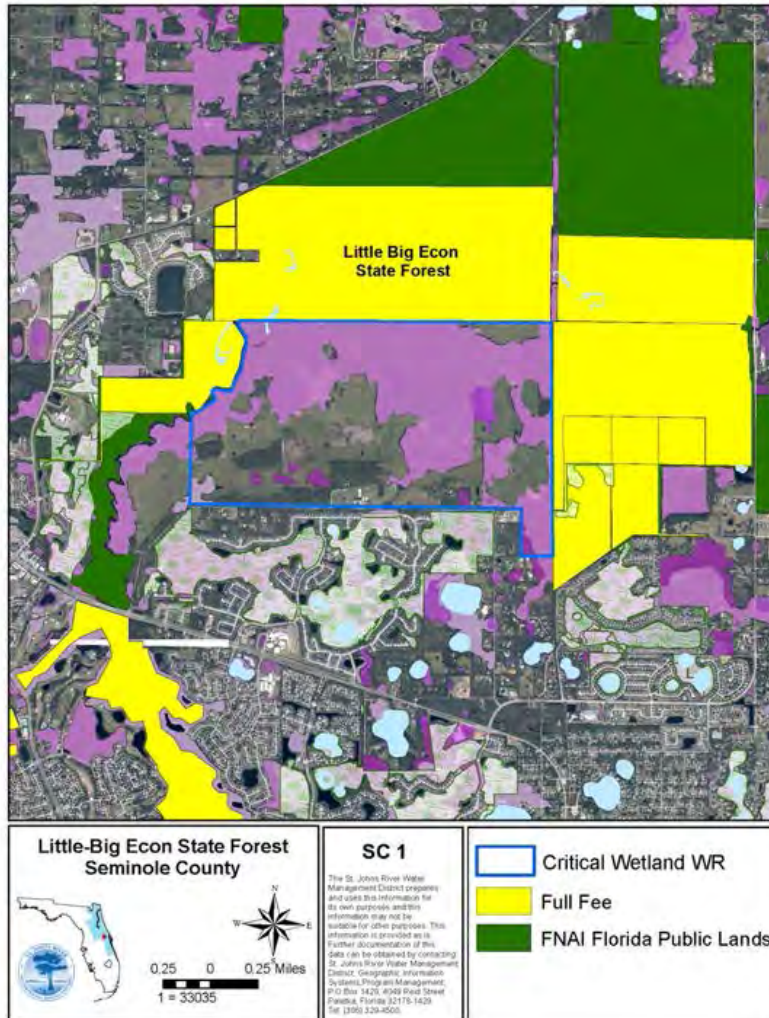 Little Big Econ
State Forest
Little-Big Econ State Forest
Seminole County
N
W
E
S
0.25 0 0.25 Miles
1 = 33035
SC 1
The St. Johns River Water
Management District prepares
and uses this information for
its own purposes and this
information may not be
suitable for other purposes. This
information is provided as is.
Further documentation of this
data can be obtained by contacting
St. Johns River Water Management
District, Geographic Information
Systems, Program Management,
P.O. Box 1429, 4049 Reid Street
Palatka, Florida 32178-1429
Tel: (386) 329-4500.
Critical Wetland WR
Full Fee
FNAI Florida Public Lands